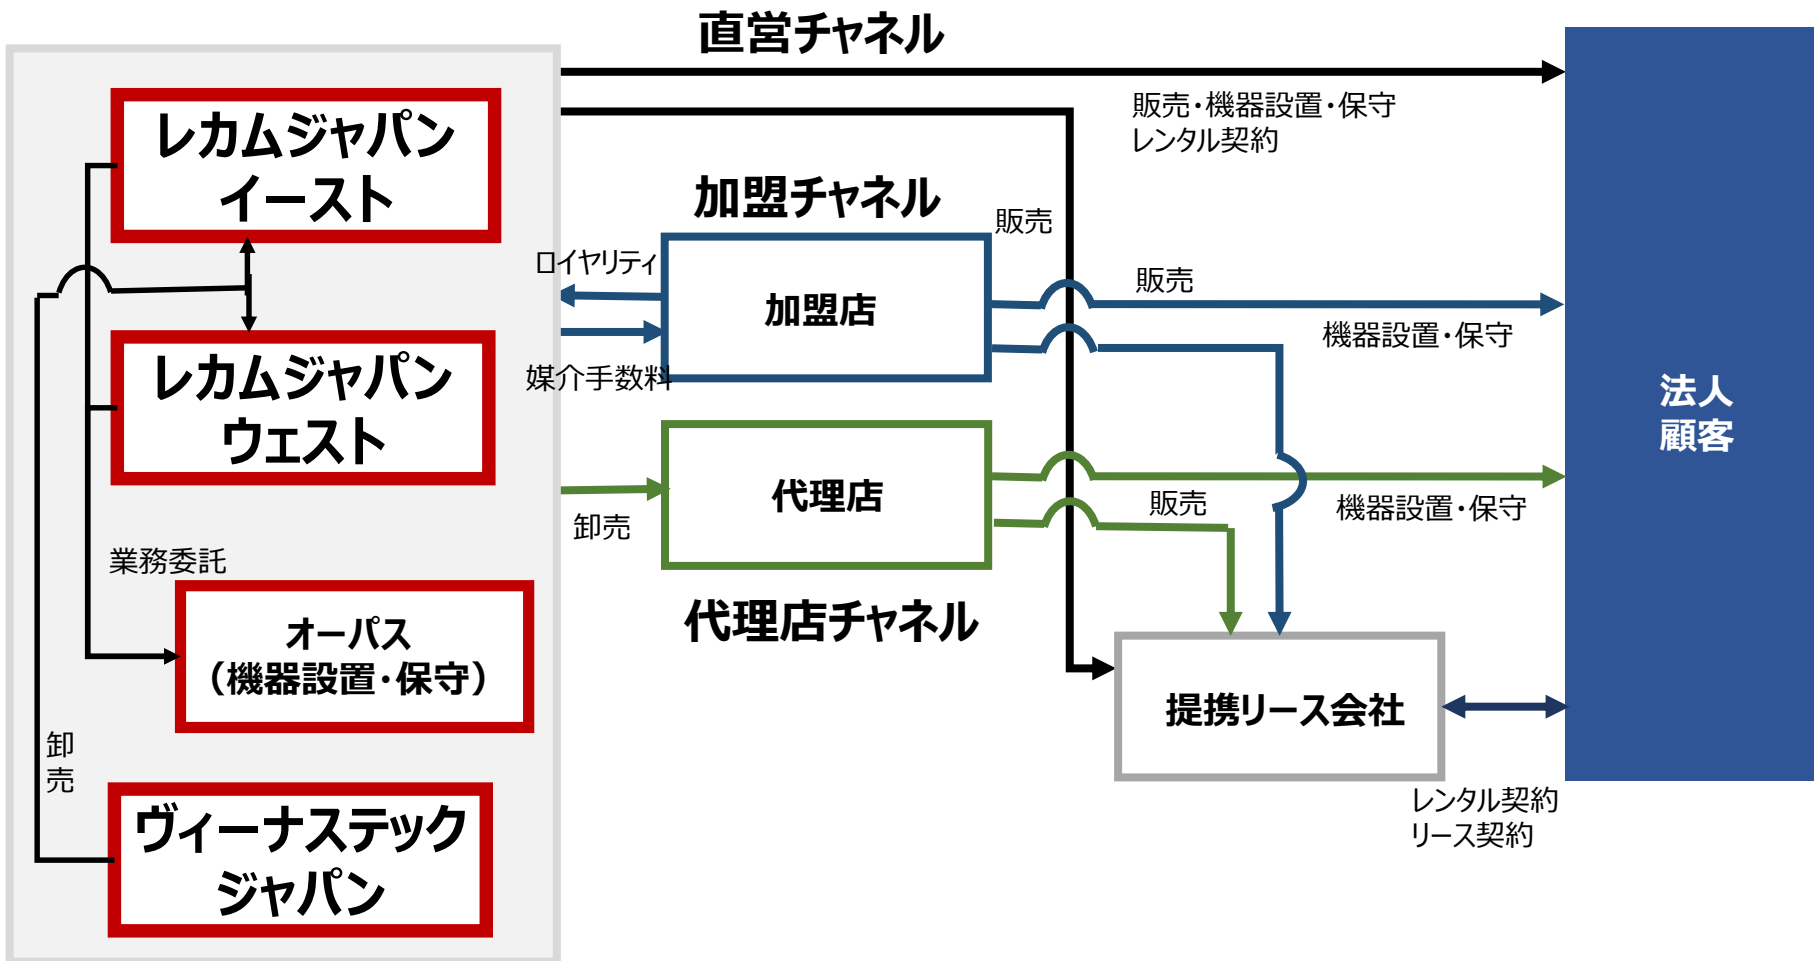 直営チャネル
販売・機器設置・保守
レンタル契約
レカムジャパン
イースト
加盟チャネル
販売
ロイヤリティ
加盟店
販売
機器設置・保守
媒介手数料
レカムジャパン
ウェスト
法人
顧客
代理店
卸売
販売
機器設置・保守
業務委託
代理店チャネル
オーパス
（機器設置・保守）
提携リース会社
卸
売
レンタル契約
リース契約
ヴィーナステック
ジャパン